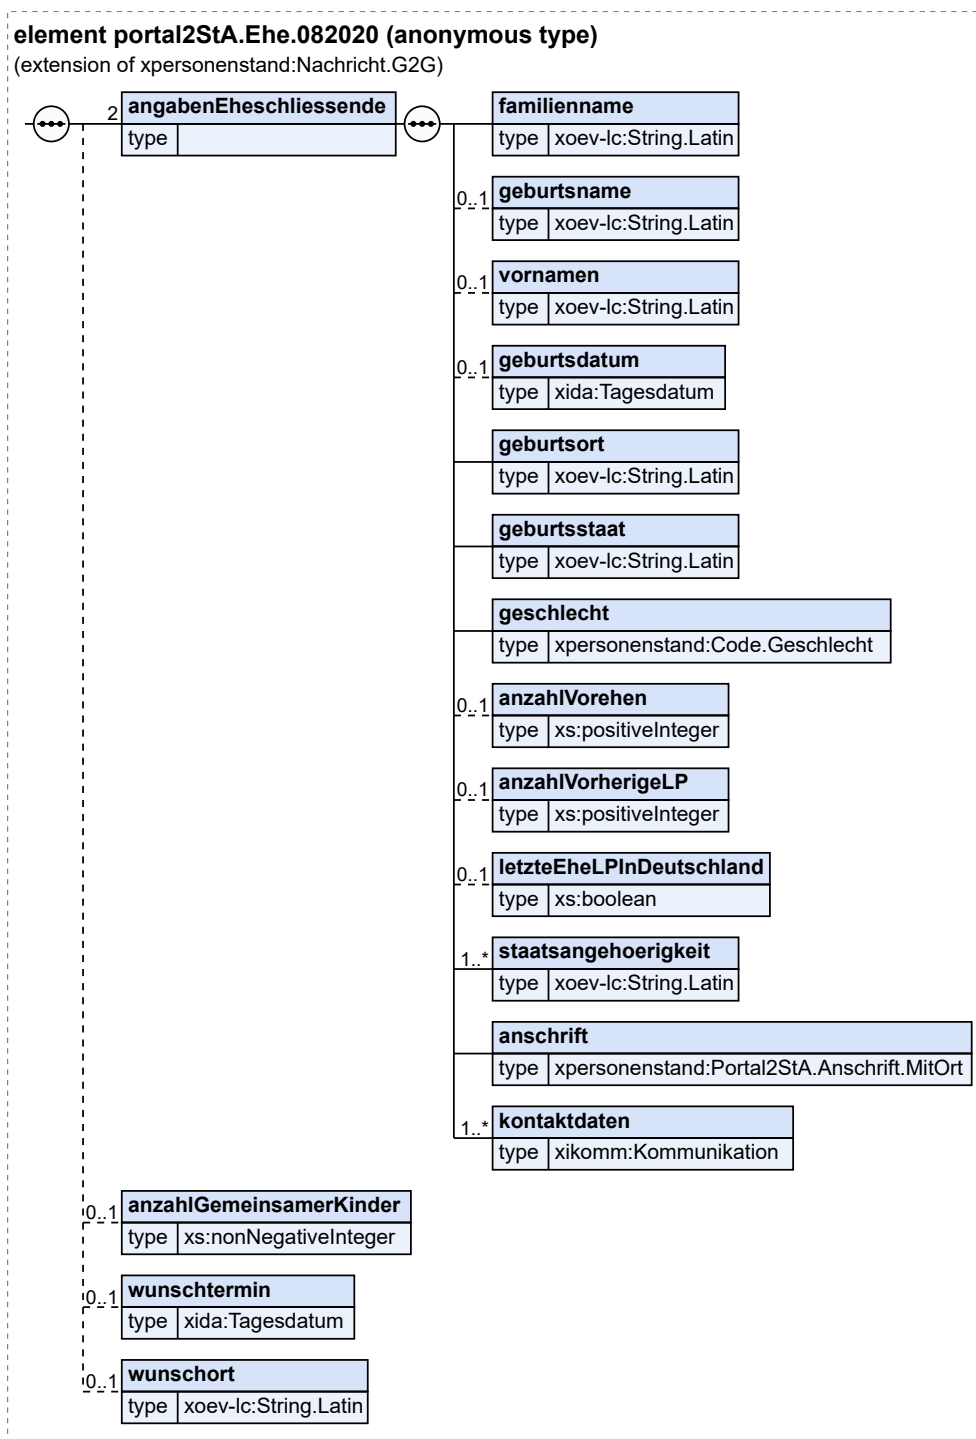 element portal2StA.Ehe.082020 (anonymous type)
(extension of xpersonenstand:Nachricht.G2G)
2
angabenEheschliessende
type
familienname
type xoev-lc:String.Latin
0..1
geburtsname
type xoev-lc:String.Latin
0..1
vornamen
type xoev-lc:String.Latin
0..1
geburtsdatum
type xida:Tagesdatum
geburtsort
type xoev-lc:String.Latin
geburtsstaat
type xoev-lc:String.Latin
geschlecht
type xpersonenstand:Code.Geschlecht
0..1
anzahlVorehen
type xs:positiveInteger
0..1
anzahlVorherigeLP
type xs:positiveInteger
0..1
letzteEheLPInDeutschland
type xs:boolean
1..*
staatsangehoerigkeit
type xoev-lc:String.Latin
anschrift
type xpersonenstand:Portal2StA.Anschrift.MitOrt
1..*
kontaktdaten
type xikomm:Kommunikation
0..1
anzahlGemeinsamerKinder
type xs:nonNegativeInteger
0..1
wunschtermin
type xida:Tagesdatum
0..1
wunschort
type xoev-lc:String.Latin